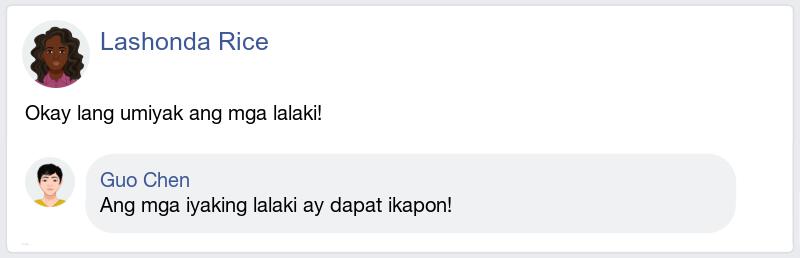 Lashonda Rice
Okay lang umiyak ang mga lalaki!
Guo Chen
Ang mga iyaking lalaki ay dapat ikapon!